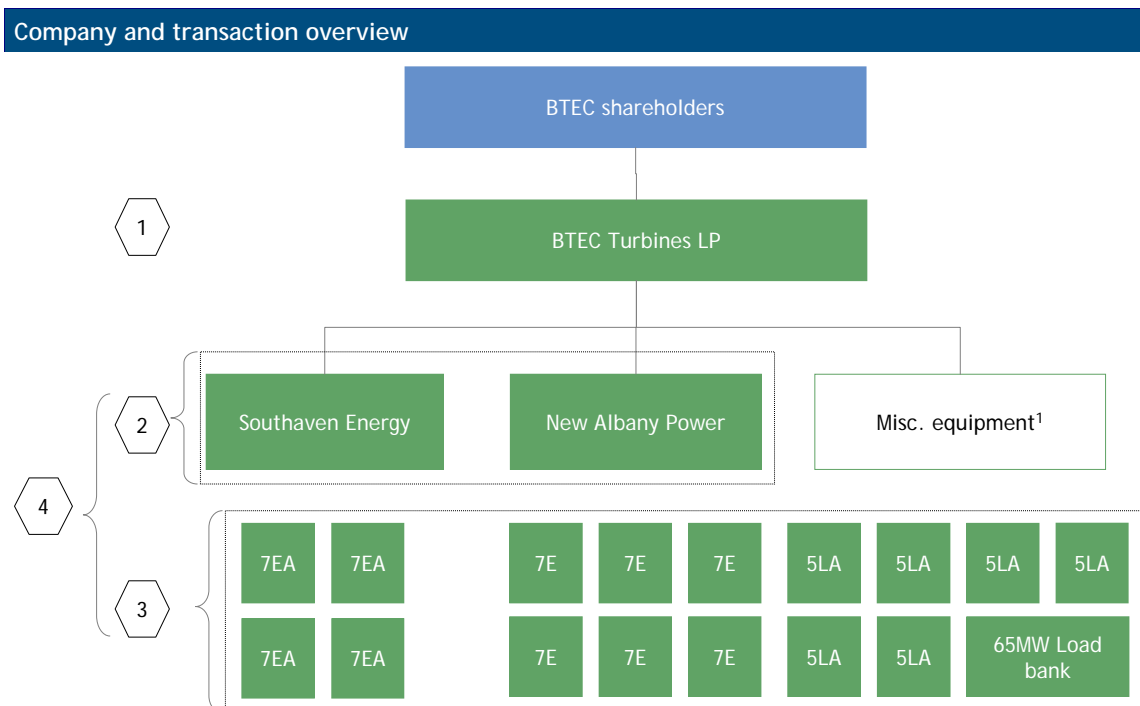 Company and transaction overview
BTEC shareholders
1
BTEC Turbines LP
2
Southaven Energy
New Albany Power
Misc. equipment¹
4
3
7EA 7EA 7E 7E 7E 5LA 5LA 5LA 5LA
7EA 7EA 7E 7E 7E 5LA 5LA 65MW Load
bank